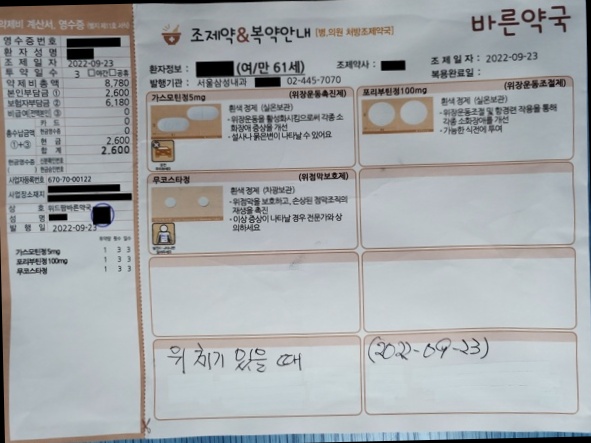 약제비 계산서, 영수증
영수증번호
환 자 성 명
조 제 일 자 2022-09-23
투 약 일 수 3 □야간□공휴
약 제 비 총 액 8,780
본인부담금 ① 2,600
보험자부담금 ② 6,180
비급여(전액본인) ③ 0
카 드 0
현금영수증 0
총수납금액 ①+③
현 금 2,600
합 계 2,600
현금영수증
사업자등록번호 670-70-00122
사업장소재지
상 호 위드팜바른약국
성 명
발 행 일 2022-09-23
가스모틴정5mg 1 3 3
포리부틴정100mg 1 3 3
무코스타정 1 3 3
조제약&복약안내 [병,의원 처방조제약국]
바른약국
환자정보 : (여/만 61세)
조제약사 :
조 제 일 자 : 2022-09-23
발행기관 : 서울삼성내과 02-445-7070
복용완료일 :
가스모틴정5mg (위장운동촉진제)
흰색 정제 (실온보관)
- 위장운동을 활성화시킴으로써 각종 소화장애 증상을 개선
- 설사나 묽은변이 나타날 수 있어요
포리부틴정100mg (위장운동조절제)
흰색 정제 (실온보관)
- 위장운동조절 및 항경련 작용을 통해 각종 소화장애를 개선
- 가능한 식전에 투여
무코스타정 (위점막보호제)
흰색 정제 (차광보관)
- 위점막을 보호하고, 손상된 점막조직의 재생을 촉진
- 이상 증상이 나타날 경우 전문가와 상의하세요
위 체기 있을 때
(2022-09-23)